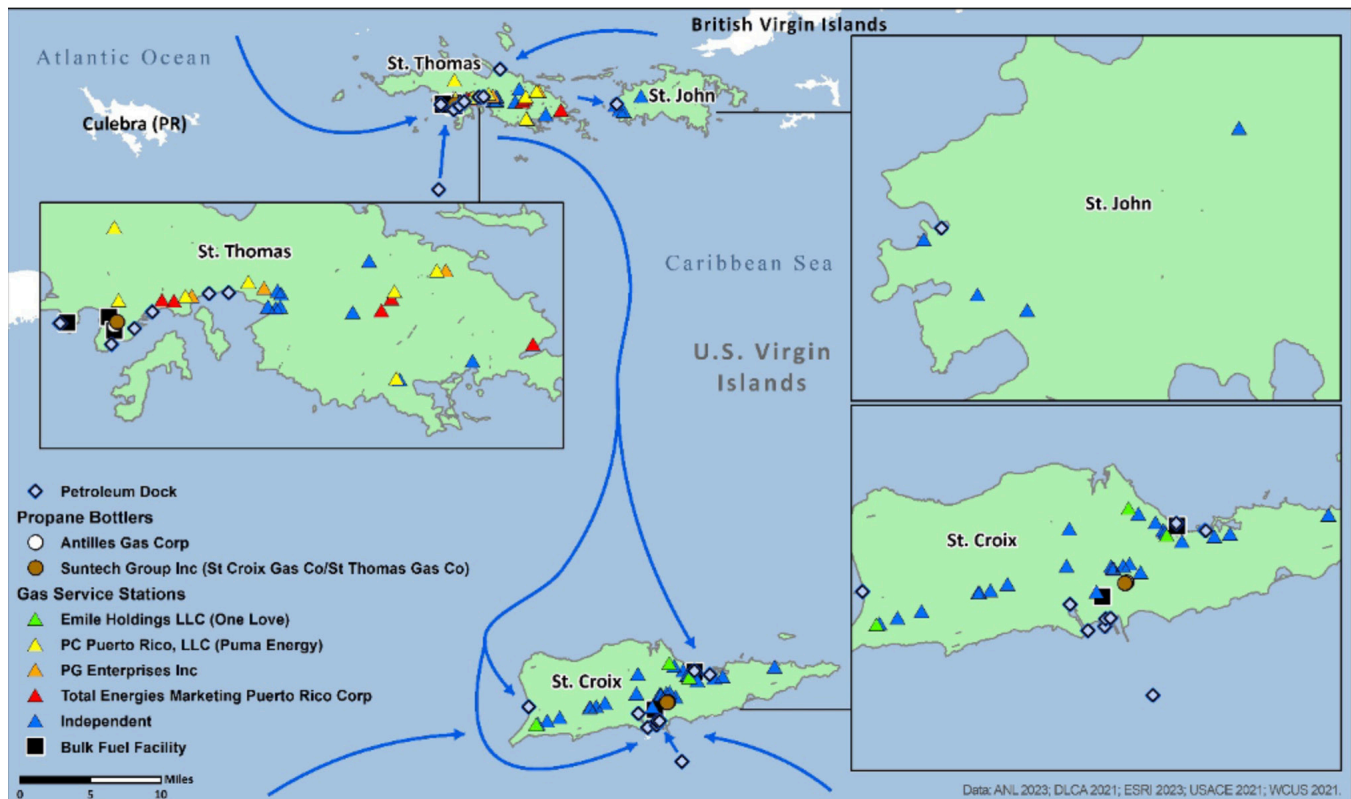 British Virgin Islands
Atlantic Ocean
St. Thomas
St. John
Culebra (PR)
St. John
St. Thomas
Caribbean Sea
U.S. Virgin
Islands
Petroleum Dock
Propane Bottlers
Antilles Gas Corp
Suntech Group Inc (St Croix Gas Co/St Thomas Gas Co)
Gas Service Stations
Emile Holdings LLC (One Love)
PC Puerto Rico, LLC (Puma Energy)
PG Enterprises Inc
Total Energies Marketing Puerto Rico Corp
Independent
Bulk Fuel Facility
Miles
0 5 10
St. Croix
St. Croix
Data: ANL 2023; DLCA 2021; ESRI 2023; USACE 2021; WCUS 2021.